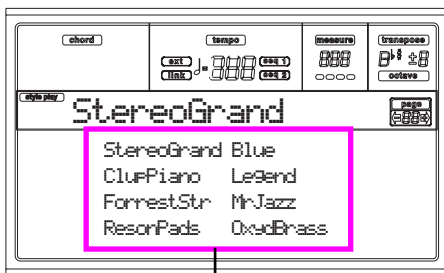 chord tempo measure transpose
ext seq 1
link seq 2
octave
style play StereoGrand page
StereoGrand Blue
ClubPiano Legend
ForrestStr MrJazz
ResonPads OxydBrass